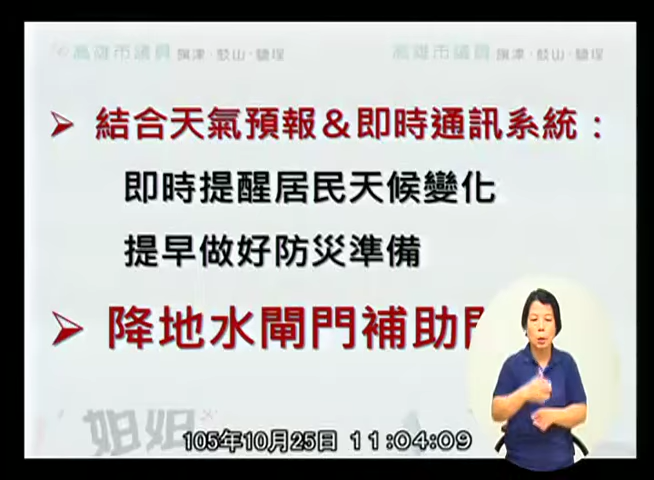 高雄市議員 旗津·鼓山·鹽埕 高雄市議員 旗津·鼓山·鹽埕
➤ 結合天氣預報&即時通訊系統：
即時提醒居民天候變化
提早做好防災準備
➤ 降地水閘門補助
105年10月25日 11:04:09